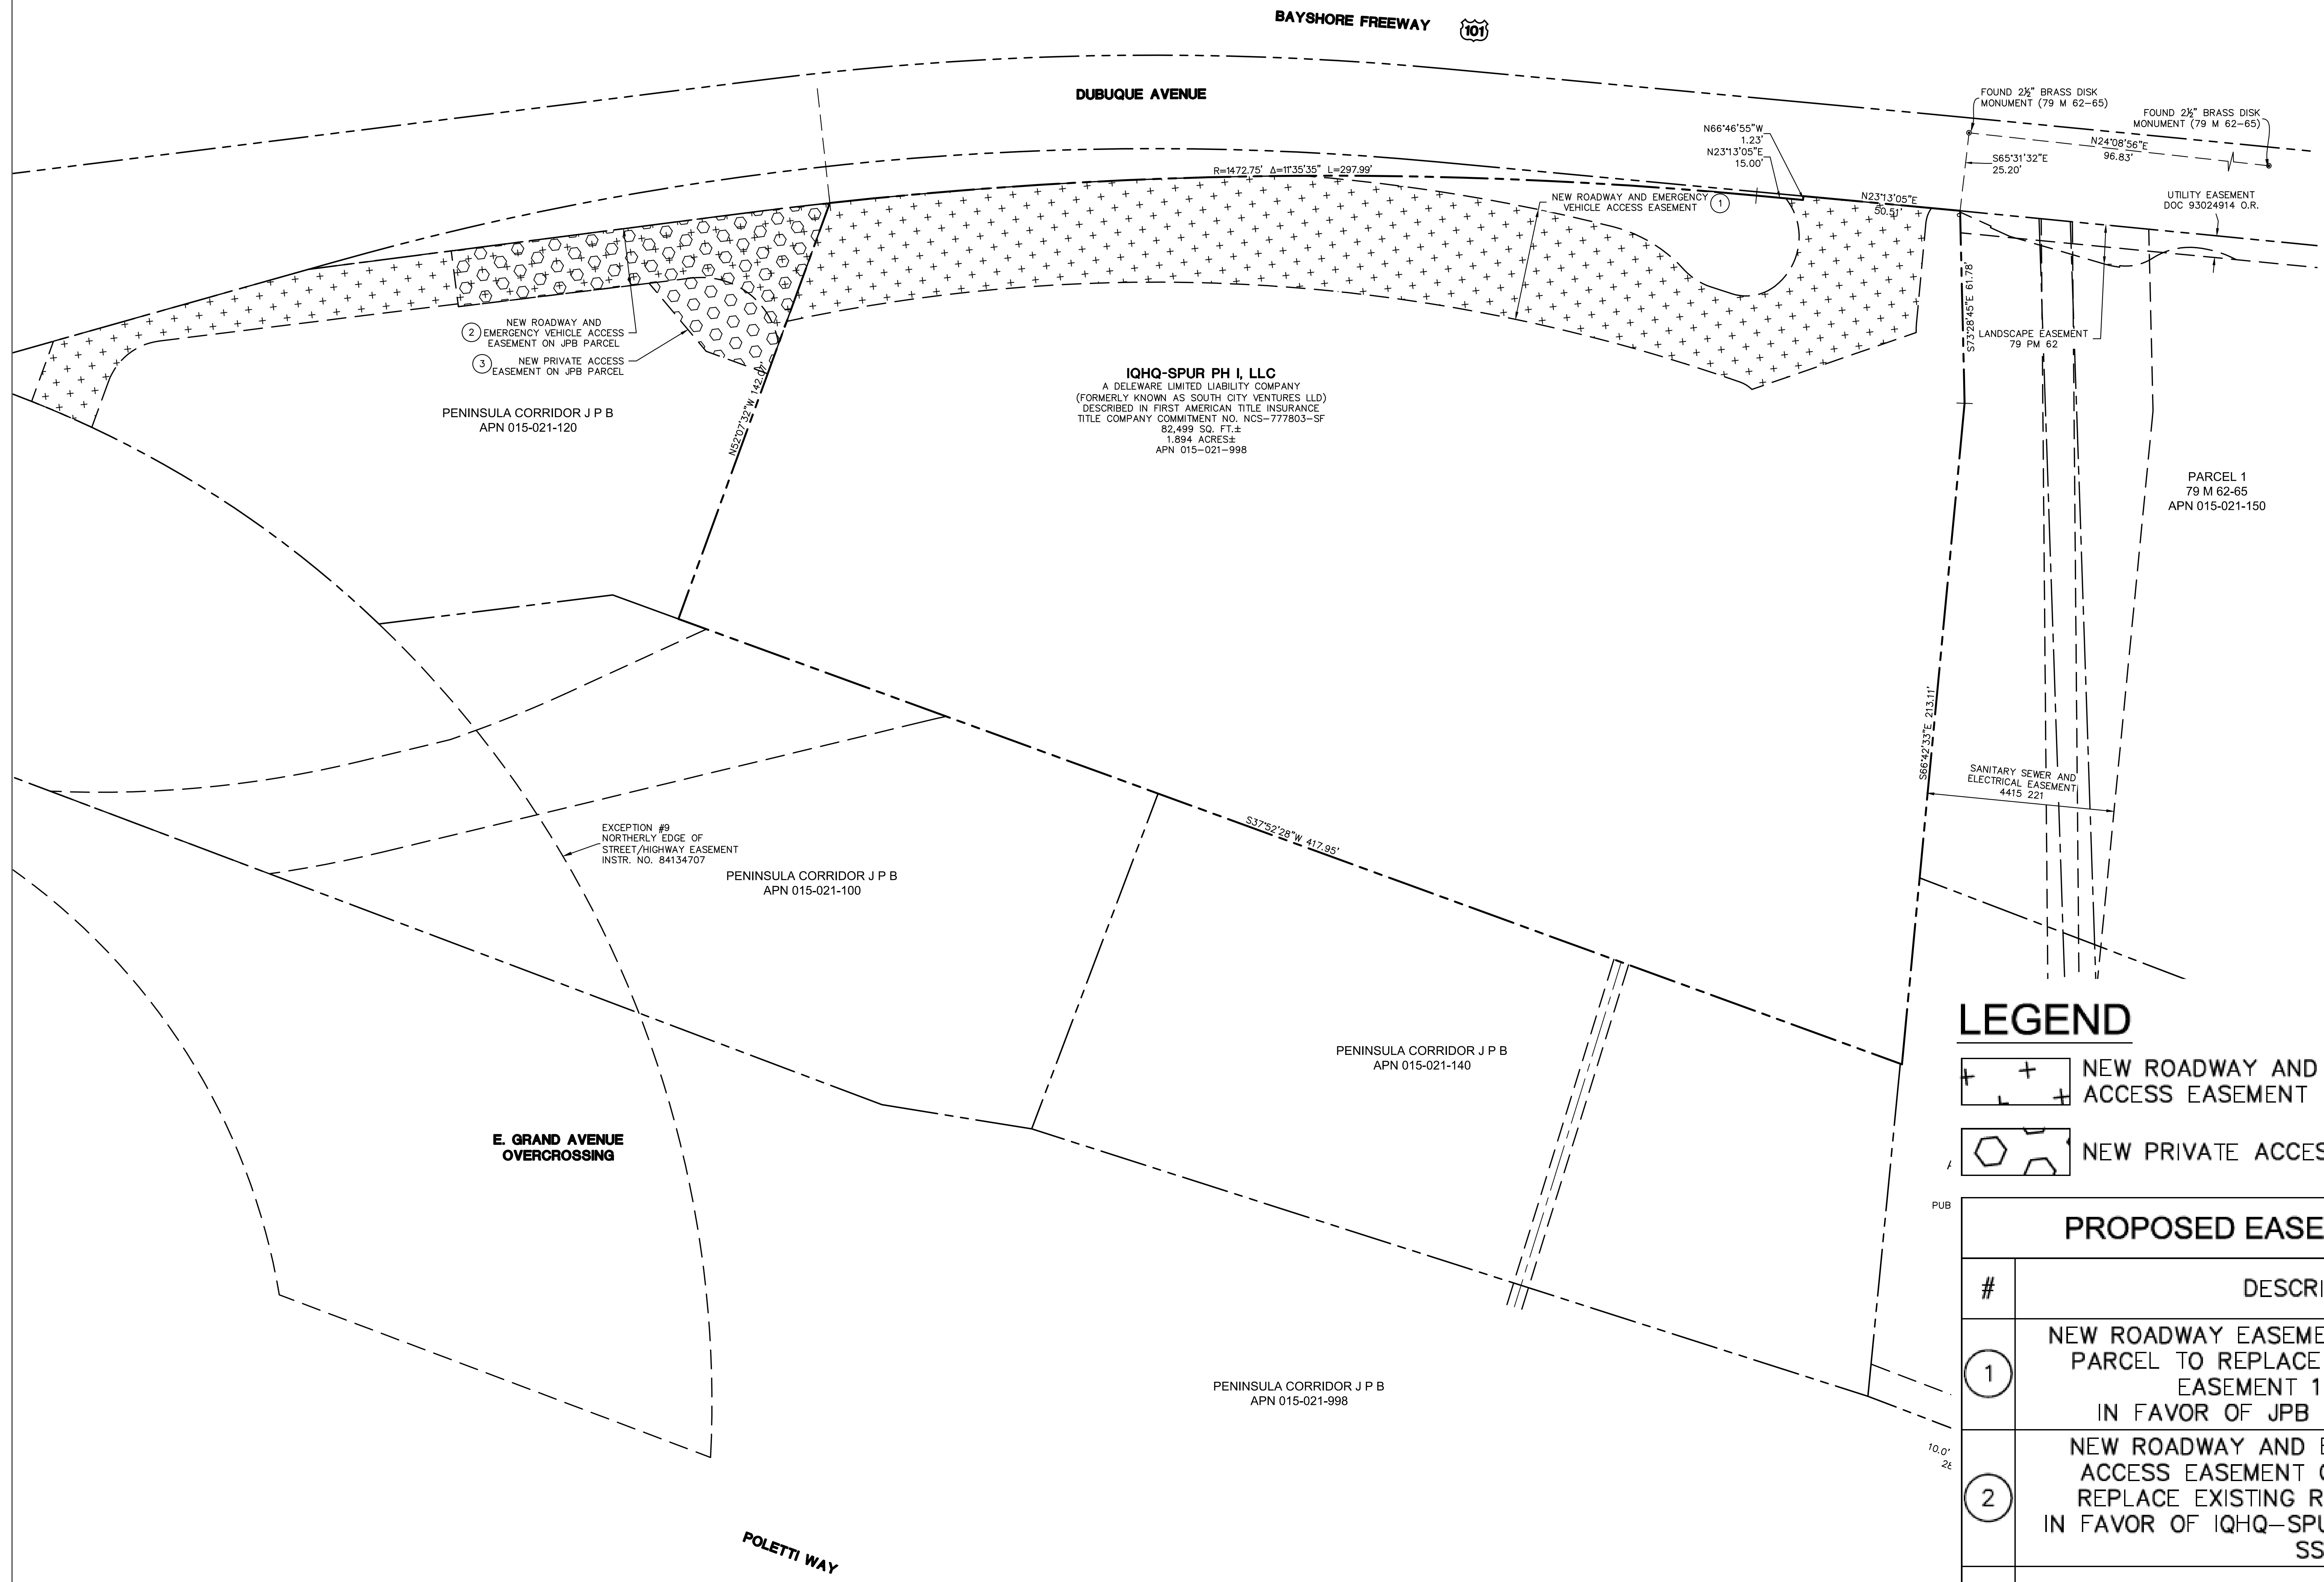 BAYSHORE FREEWAY 101
DUBUQUE AVENUE
FOUND 2½" BRASS DISK
MONUMENT (79 M 62-65)
FOUND 2½" BRASS DISK
MONUMENT (79 M 62-65)
N24°08'56"E
96.83'
S65°31'32"E
25.20'
N66°46'55"W
1.23'
N23°13'05"E
15.00'
R=1472.75' Δ=11°35'35" L=297.99'
NEW ROADWAY AND EMERGENCY
VEHICLE ACCESS EASEMENT
1
N23°13'05"E
50.51'
UTILITY EASEMENT
DOC 93024914 O.R.
S73°28'45"E 61.78'
LANDSCAPE EASEMENT
79 PM 62
2
NEW ROADWAY AND
EMERGENCY VEHICLE ACCESS
EASEMENT ON JPB PARCEL
3
NEW PRIVATE ACCESS
EASEMENT ON JPB PARCEL
N52°07'32"W 142.07'
PENINSULA CORRIDOR J P B
APN 015-021-120
IQHQ-SPUR PH I, LLC
A DELEWARE LIMITED LIABILITY COMPANY
(FORMERLY KNOWN AS SOUTH CITY VENTURES LLD)
DESCRIBED IN FIRST AMERICAN TITLE INSURANCE
TITLE COMPANY COMMITMENT NO. NCS-777803-SF
82,499 SQ. FT.±
1.894 ACRES±
APN 015-021-998
PARCEL 1
79 M 62-65
APN 015-021-150
S66°42'33"E 213.11'
SANITARY SEWER AND
ELECTRICAL EASEMENT
4415 221
S37°52'28"W 417.95'
EXCEPTION #9
NORTHERLY EDGE OF
STREET/HIGHWAY EASEMENT
INSTR. NO. 84134707
PENINSULA CORRIDOR J P B
APN 015-021-100
PENINSULA CORRIDOR J P B
APN 015-021-140
E. GRAND AVENUE
OVERCROSSING
PENINSULA CORRIDOR J P B
APN 015-021-998
POLETTI WAY
PUB
10.0'
LEGEND
NEW ROADWAY AND
ACCESS EASEMENT
NEW PRIVATE ACCES
PROPOSED EASE
#
DESCRI
1
NEW ROADWAY EASEME
PARCEL TO REPLACE
EASEMENT 1
IN FAVOR OF JPB
2
NEW ROADWAY AND E
ACCESS EASEMENT
REPLACE EXISTING R
IN FAVOR OF IQHQ-SPU
SS